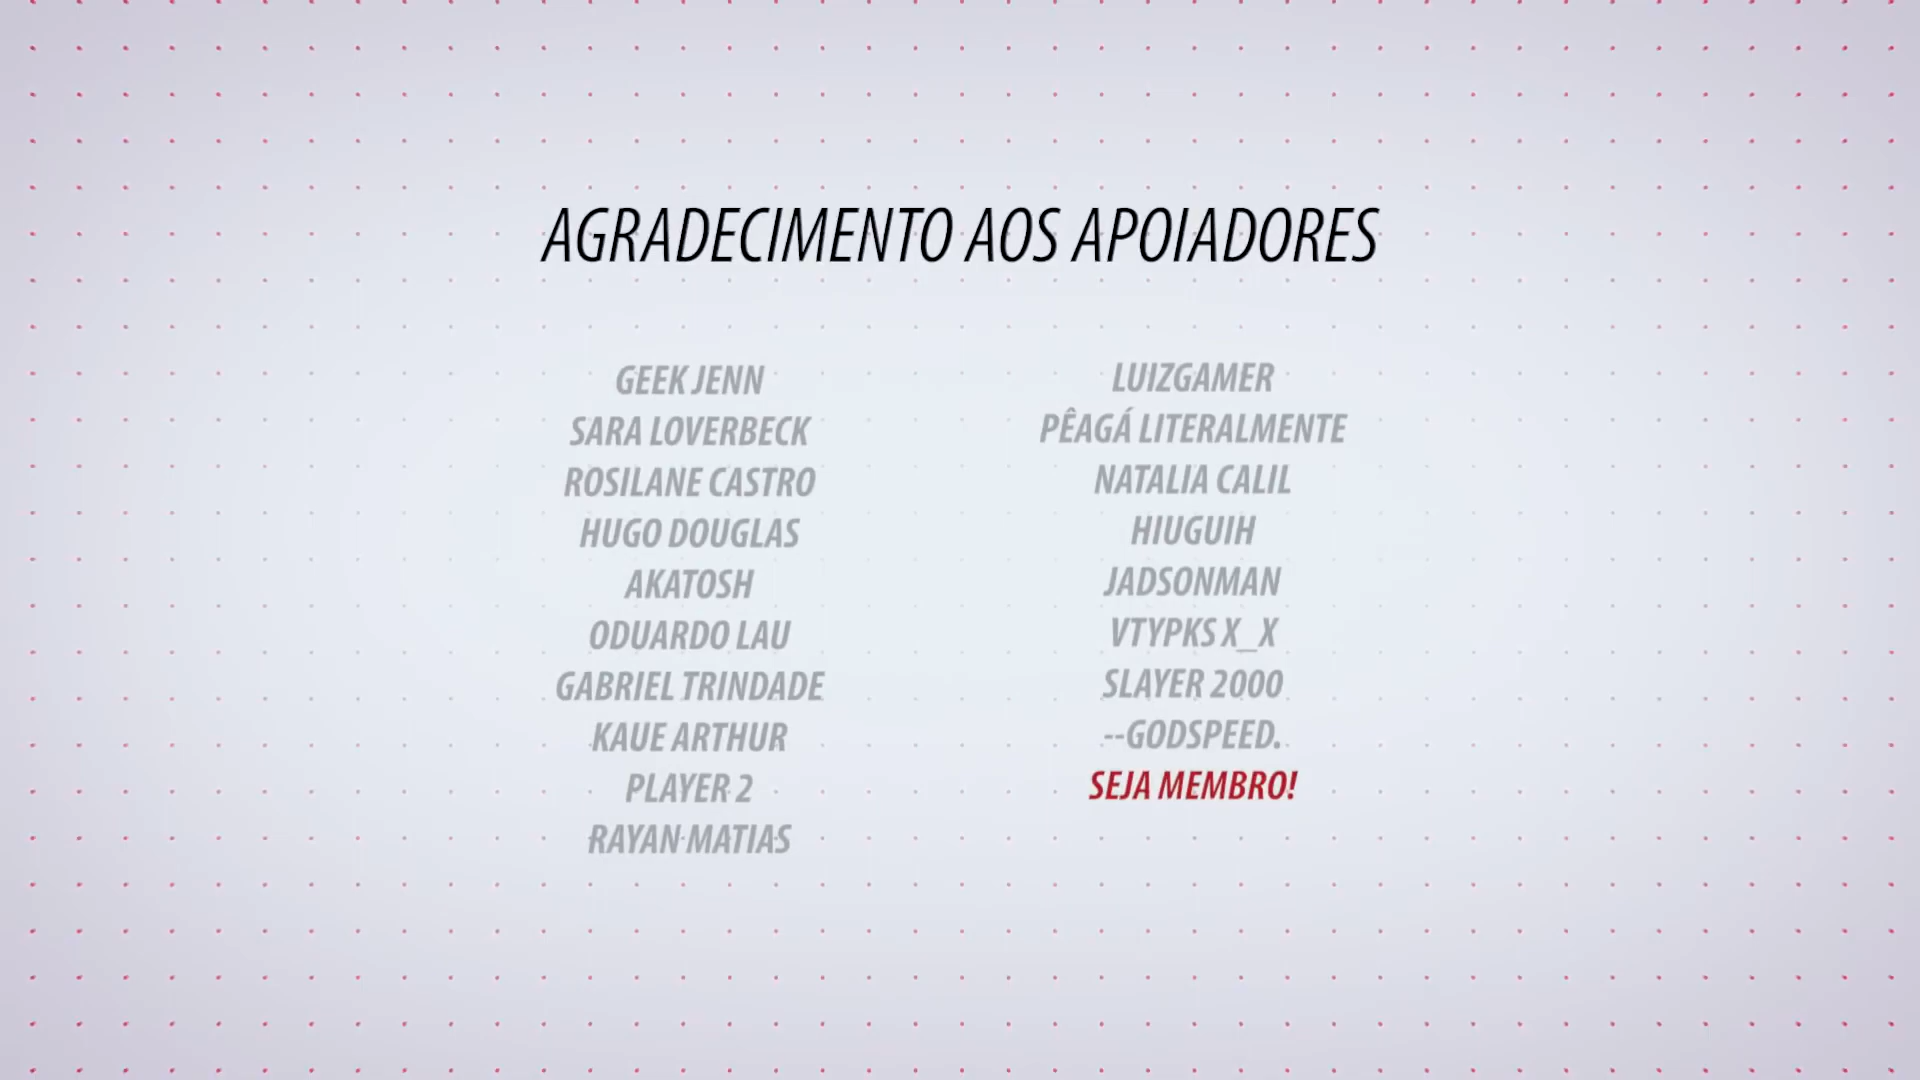 AGRADECIMENTO AOS APOIADORES
GEEK JENN
SARA LOVERBECK
ROSILANE CASTRO
HUGO DOUGLAS
AKATOSH
ODUARDO LAU
GABRIEL TRINDADE
KAUE ARTHUR
PLAYER 2
RAYAN MATIAS
LUIZGAMER
PÊAGÁ LITERALMENTE
NATALIA CALIL
HIUGUIH
JADSONMAN
VTYPKS X_X
SLAYER 2000
--GODSPEED.
SEJA MEMBRO!